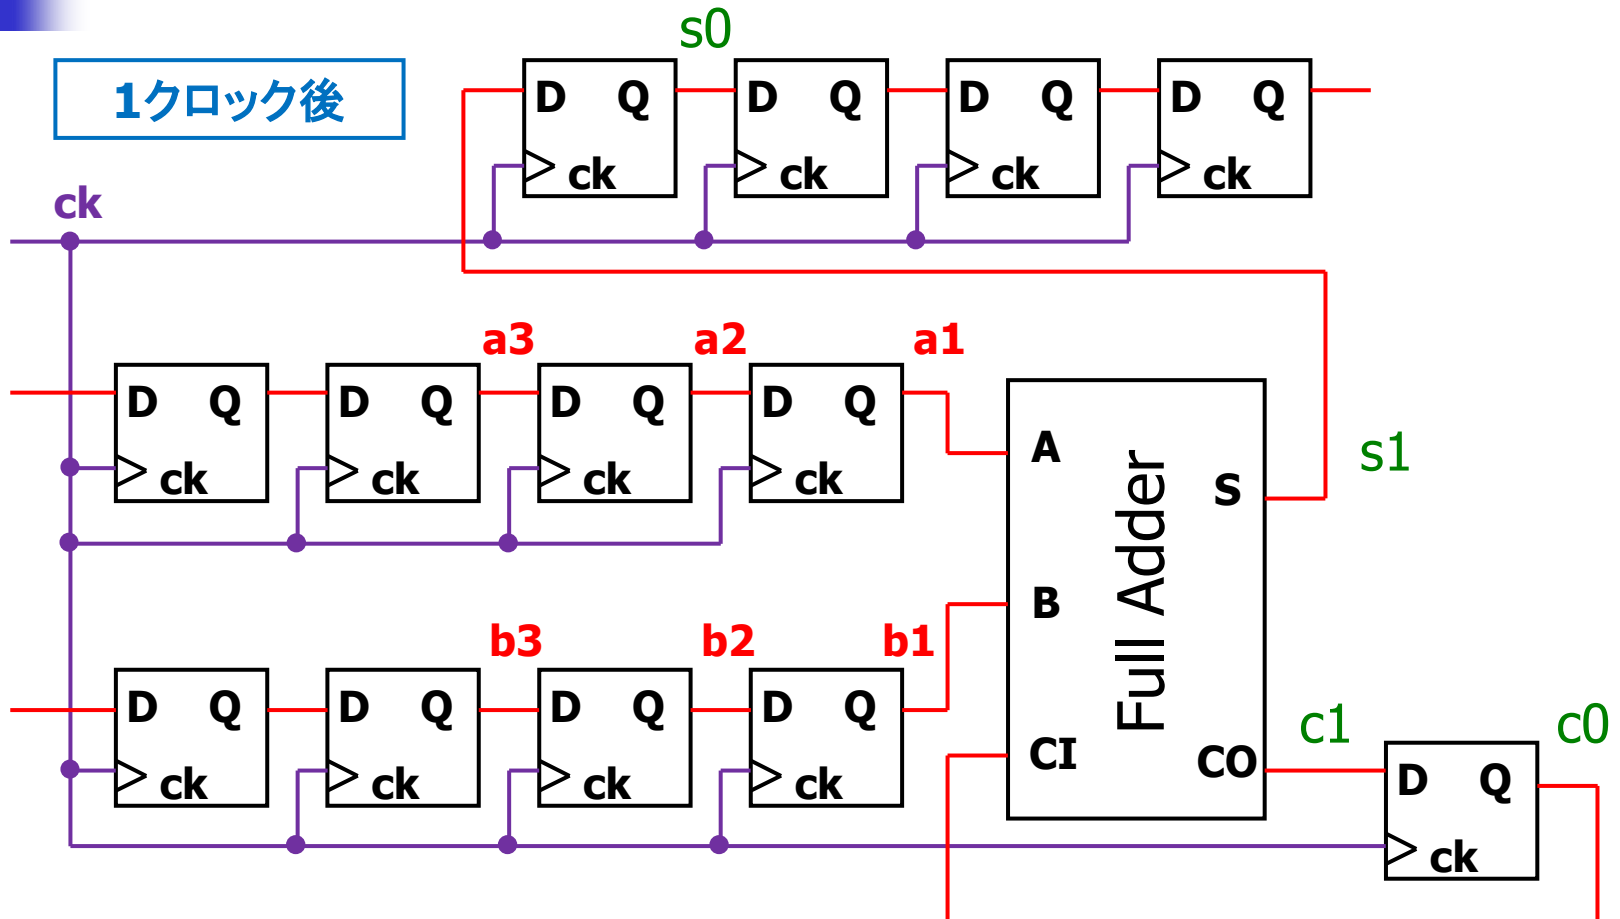 s0
1クロック後
D Q D Q D Q D Q
ck ck ck ck
ck
a3 a2 a1
D Q D Q D Q D Q
ck ck ck ck
A
S
s1
Full Adder
B
b3 b2 b1
D Q D Q D Q D Q
ck ck ck ck
CI
CO
c1
c0
D Q
ck